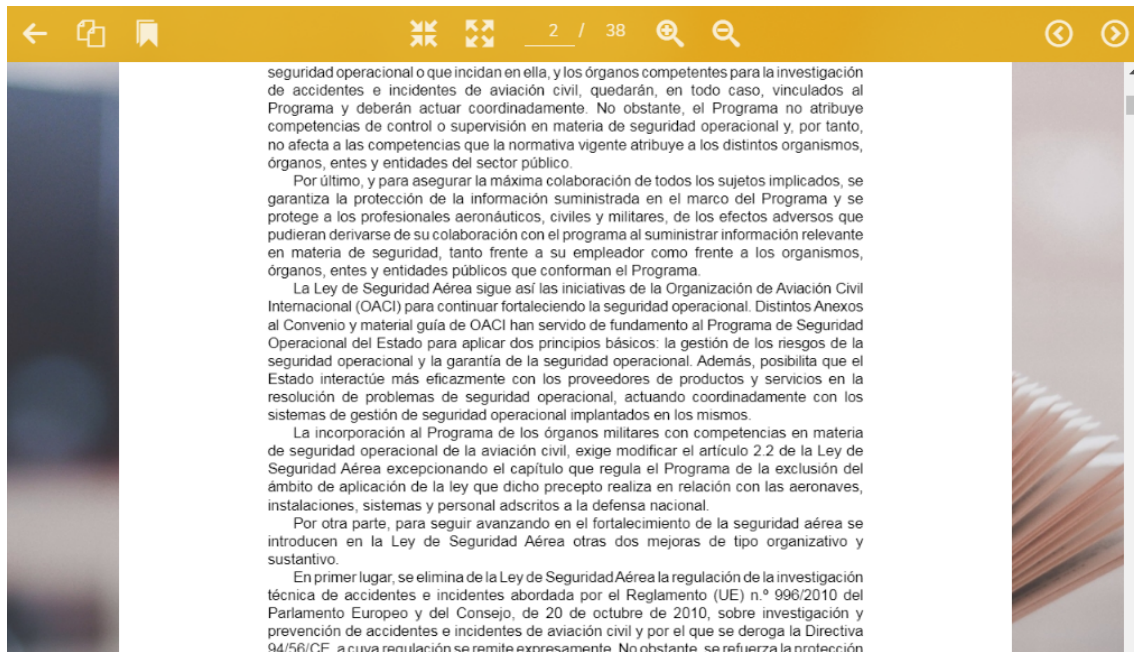 2 / 38
seguridad operacional o que incidan en ella, y los órganos competentes para la investigación
de accidentes e incidentes de aviación civil, quedarán, en todo caso, vinculados al
Programa y deberán actuar coordinadamente. No obstante, el Programa no atribuye
competencias de control o supervisión en materia de seguridad operacional y, por tanto,
no afecta a las competencias que la normativa vigente atribuye a los distintos organismos,
órganos, entes y entidades del sector público.
Por último, y para asegurar la máxima colaboración de todos los sujetos implicados, se
garantiza la protección de la información suministrada en el marco del Programa y se
protege a los profesionales aeronáuticos, civiles y militares, de los efectos adversos que
pudieran derivarse de su colaboración con el programa al suministrar información relevante
en materia de seguridad, tanto frente a su empleador como frente a los organismos,
órganos, entes y entidades públicos que conforman el Programa.
La Ley de Seguridad Aérea sigue así las iniciativas de la Organización de Aviación Civil
Internacional (OACI) para continuar fortaleciendo la seguridad operacional. Distintos Anexos
al Convenio y material guía de OACI han servido de fundamento al Programa de Seguridad
Operacional del Estado para aplicar dos principios básicos: la gestión de los riesgos de la
seguridad operacional y la garantía de la seguridad operacional. Además, posibilita que el
Estado interactúe más eficazmente con los proveedores de productos y servicios en la
resolución de problemas de seguridad operacional, actuando coordinadamente con los
sistemas de gestión de seguridad operacional implantados en los mismos.
La incorporación al Programa de los órganos militares con competencias en materia
de seguridad operacional de la aviación civil, exige modificar el artículo 2.2 de la Ley de
Seguridad Aérea excepcionando el capítulo que regula el Programa de la exclusión del
ámbito de aplicación de la ley que dicho precepto realiza en relación con las aeronaves,
instalaciones, sistemas y personal adscritos a la defensa nacional.
Por otra parte, para seguir avanzando en el fortalecimiento de la seguridad aérea se
introducen en la Ley de Seguridad Aérea otras dos mejoras de tipo organizativo y
sustantivo.
En primer lugar, se elimina de la Ley de Seguridad Aérea la regulación de la investigación
técnica de accidentes e incidentes abordada por el Reglamento (UE) n.º 996/2010 del
Parlamento Europeo y del Consejo, de 20 de octubre de 2010, sobre investigación y
prevención de accidentes e incidentes de aviación civil y por el que se deroga la Directiva
94/56/CE, a cuya regulación se remite expresamente. No obstante, se refuerza la protección